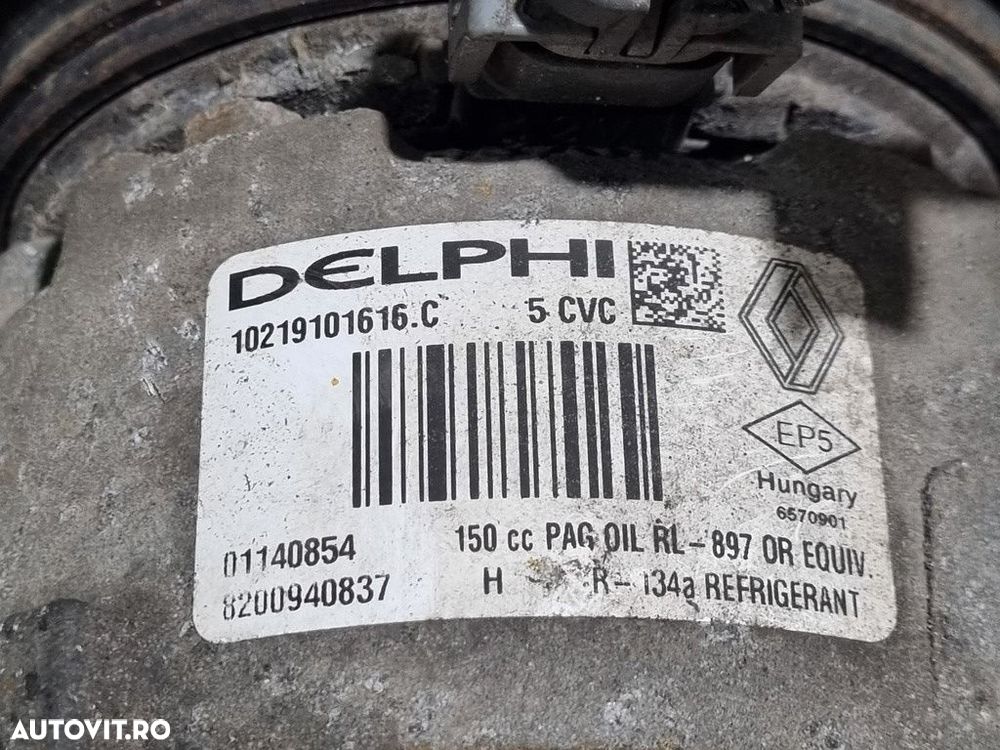 DELPHI
10219101616.C 5 CVC
EP5
Hungary
6570901
01140854 150 cc PAG OIL RL-897 OR EQUIV.
8200940837 H R-134a REFRIGERANT
AUTOVIT.RO